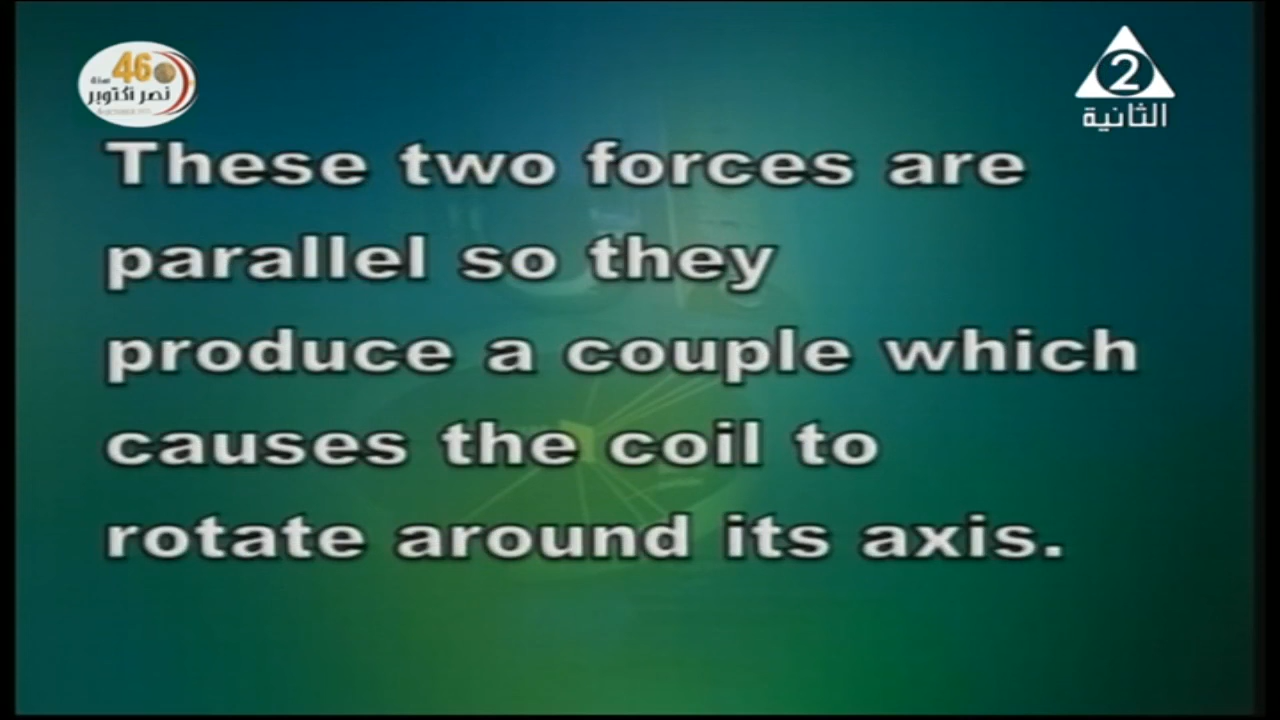 46
سنة
نصر أكتوبر
2
الثانية
These two forces are
parallel so they
produce a couple which
causes the coil to
rotate around its axis.